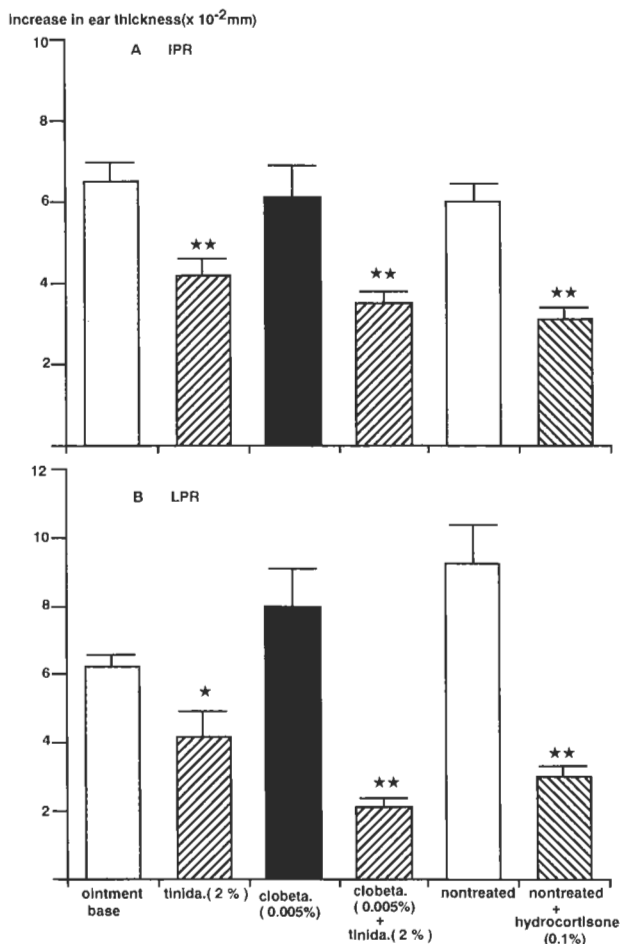 Increase in ear thickness(x 10-2mm)
10
A IPR
8
6
★★
★★
★★
4
2
12
B LPR
10
8
6
★
4
★★
★★
2
ointment
base
tinida.( 2 % )
clobeta.
( 0.005%)
clobeta.
( 0.005%)
+
tinida.( 2 % )
nontreated
nontreated
+
hydrocortisone
(0.1%)